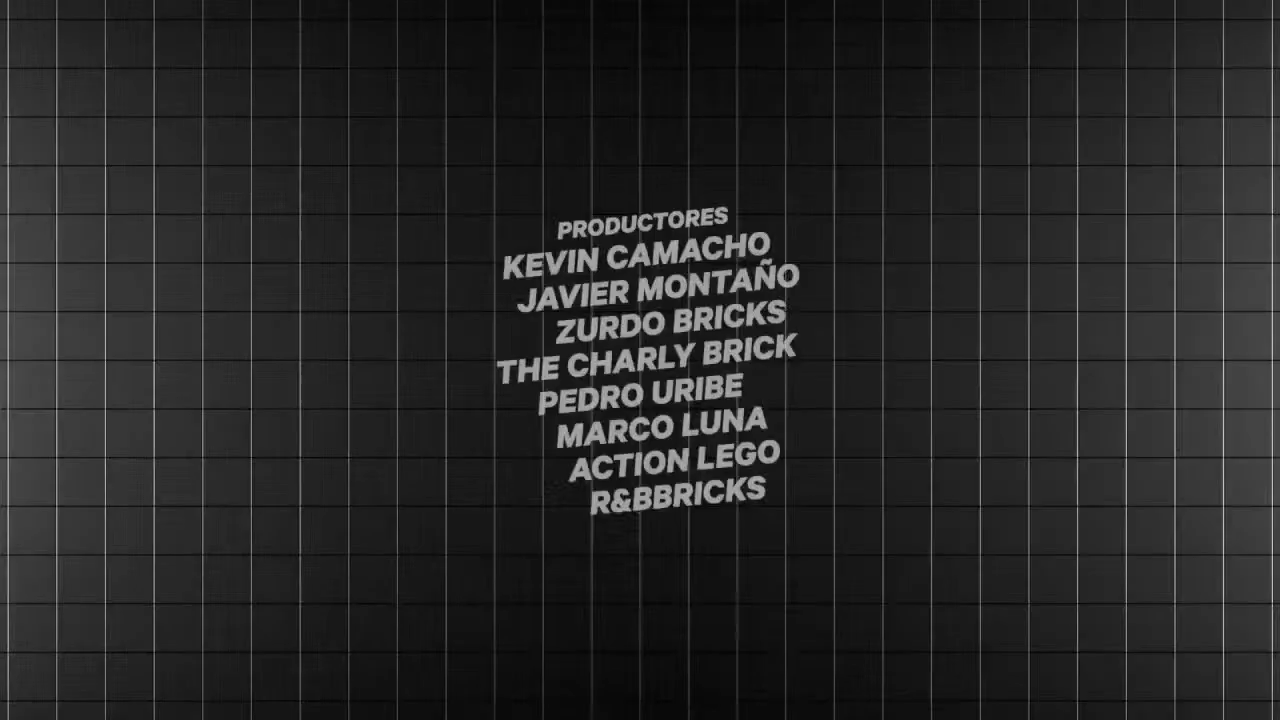 PRODUCTORES
KEVIN CAMACHO
JAVIER MONTAÑO
ZURDO BRICKS
THE CHARLY BRICK
PEDRO URIBE
MARCO LUNA
ACTION LEGO
R&BBRICKS